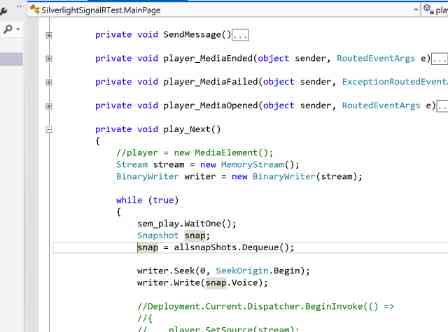 SilverlightSignalRTest.MainPage
private void SendMessage()...
private void player_MediaEnded(object sender, RoutedEventArgs e)...
private void player_MediaFailed(object sender, ExceptionRoutedEventA
private void player_MediaOpened(object sender, RoutedEventArgs e)...
private void play_Next()
{
//player = new MediaElement();
Stream stream = new MemoryStream();
BinaryWriter writer = new BinaryWriter(stream);
while (true)
{
sem_play.WaitOne();
Snapshot snap;
snap = allsnapShots.Dequeue();
writer.Seek(0, SeekOrigin.Begin);
writer.Write(snap.Voice);
//Deployment.Current.Dispatcher.BeginInvoke(() =>
//{
// player.SetSource(stream);